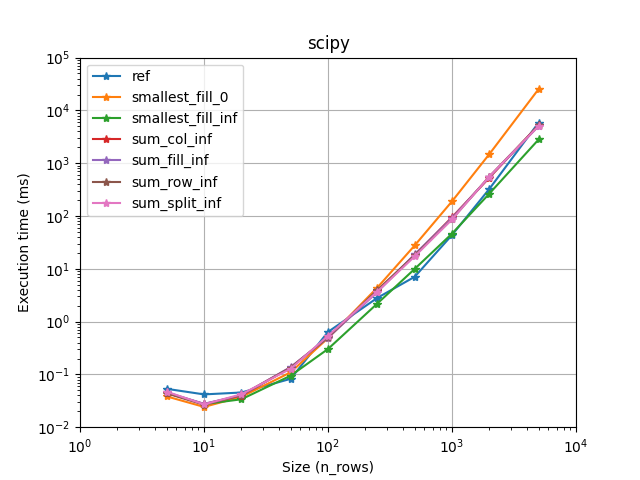 scipy
10^5
10^4
10^3
10^2
10^1
10^0
10^-1
10^-2
Execution time (ms)
ref
smallest_fill_0
smallest_fill_inf
sum_col_inf
sum_fill_inf
sum_row_inf
sum_split_inf
10^0 10^1 10^2 10^3 10^4
Size (n_rows)